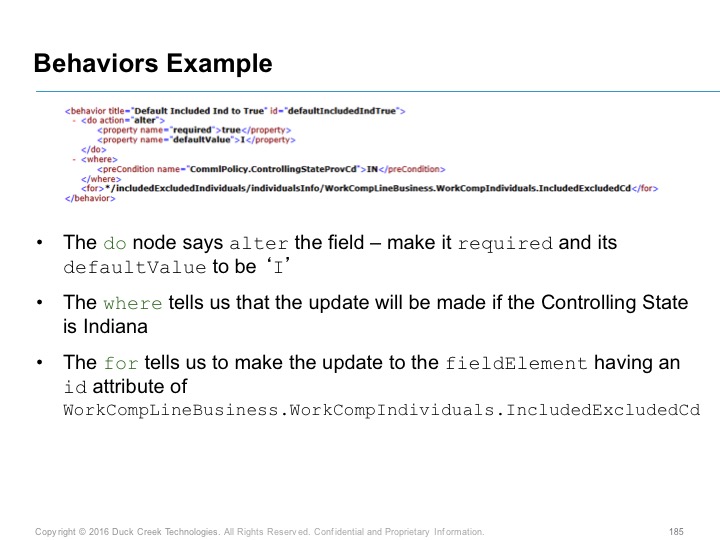 Behaviors Example
<behavior title="Default Included Ind to True" id="defaultIncludedIndTrue">
- <do action="alter">
<property name="required">true</property>
<property name="defaultValue">I</property>
</do>
- <where>
<preCondition name="CommlPolicy.ControllingStateProvCd">IN</preCondition>
</where>
<for>*/includedExcludedIndividuals/individualsInfo/WorkCompLineBusiness.WorkCompIndividuals.IncludedExcludedCd</for>
</behavior>
• The do node says alter the field – make it required and its
defaultValue to be ‘I’
• The where tells us that the update will be made if the Controlling State
is Indiana
• The for tells us to make the update to the fieldElement having an
id attribute of
WorkCompLineBusiness.WorkCompIndividuals.IncludedExcludedCd
Copyright © 2016 Duck Creek Technologies. All Rights Reserved. Confidential and Proprietary Information.
185